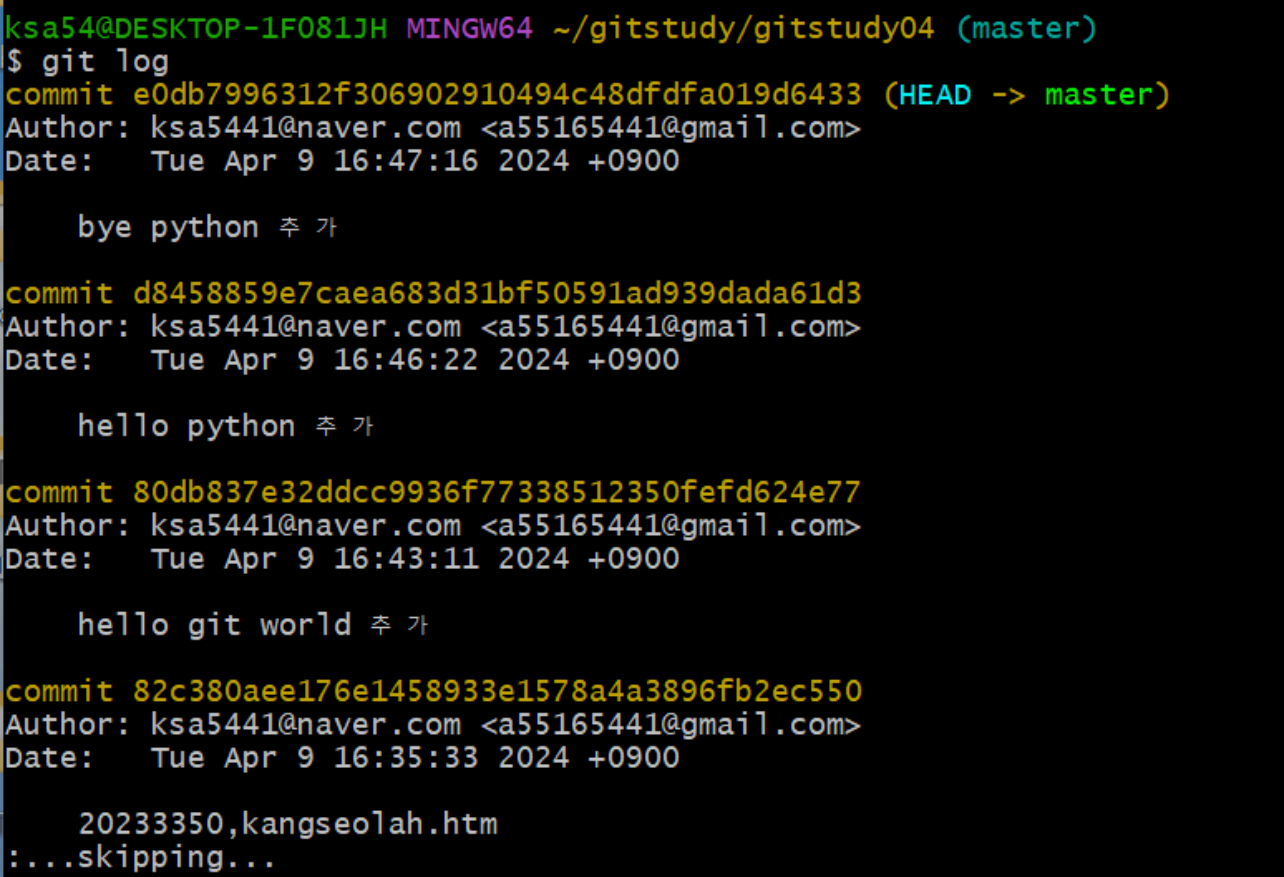 ksa54@DESKTOP-1FO81JH MINGW64 ~/gitstudy/gitstudy04 (master)
$ git log
commit e0db7996312f306902910494c48dfdfa019d6433 (HEAD -> master)
Author: ksa5441@naver.com <a55165441@gmail.com>
Date:   Tue Apr 9 16:47:16 2024 +0900

    bye python 추 가

commit d8458859e7caea683d31bf50591ad939dada61d3
Author: ksa5441@naver.com <a55165441@gmail.com>
Date:   Tue Apr 9 16:46:22 2024 +0900

    hello python 추 가

commit 80db837e32ddcc9936f77338512350fefd624e77
Author: ksa5441@naver.com <a55165441@gmail.com>
Date:   Tue Apr 9 16:43:11 2024 +0900

    hello git world 추 가

commit 82c380aee176e1458933e1578a4a3896fb2ec550
Author: ksa5441@naver.com <a55165441@gmail.com>
Date:   Tue Apr 9 16:35:33 2024 +0900

    20233350,kangseolah.htm
:...skipping...